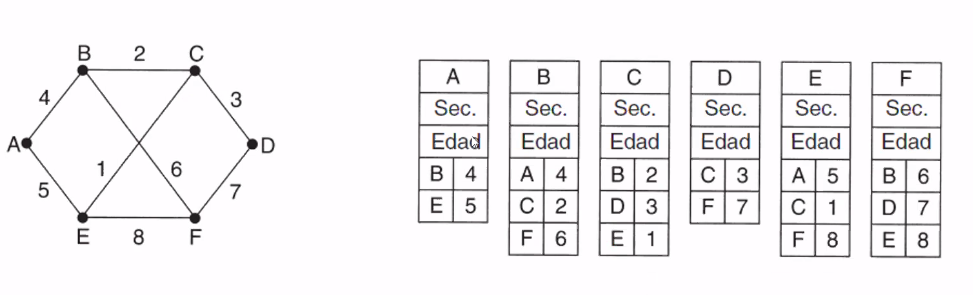 B 2 C
4 3
A D
1 6
5 7
E 8 F
A B C D E F
Sec. Sec. Sec. Sec. Sec. Sec.
Edad Edad Edad Edad Edad Edad
B 4 A 4 B 2 C 3 A 5 B 6
E 5 C 2 D 3 F 7 C 1 D 7
F 6 E 1 F 8 E 8